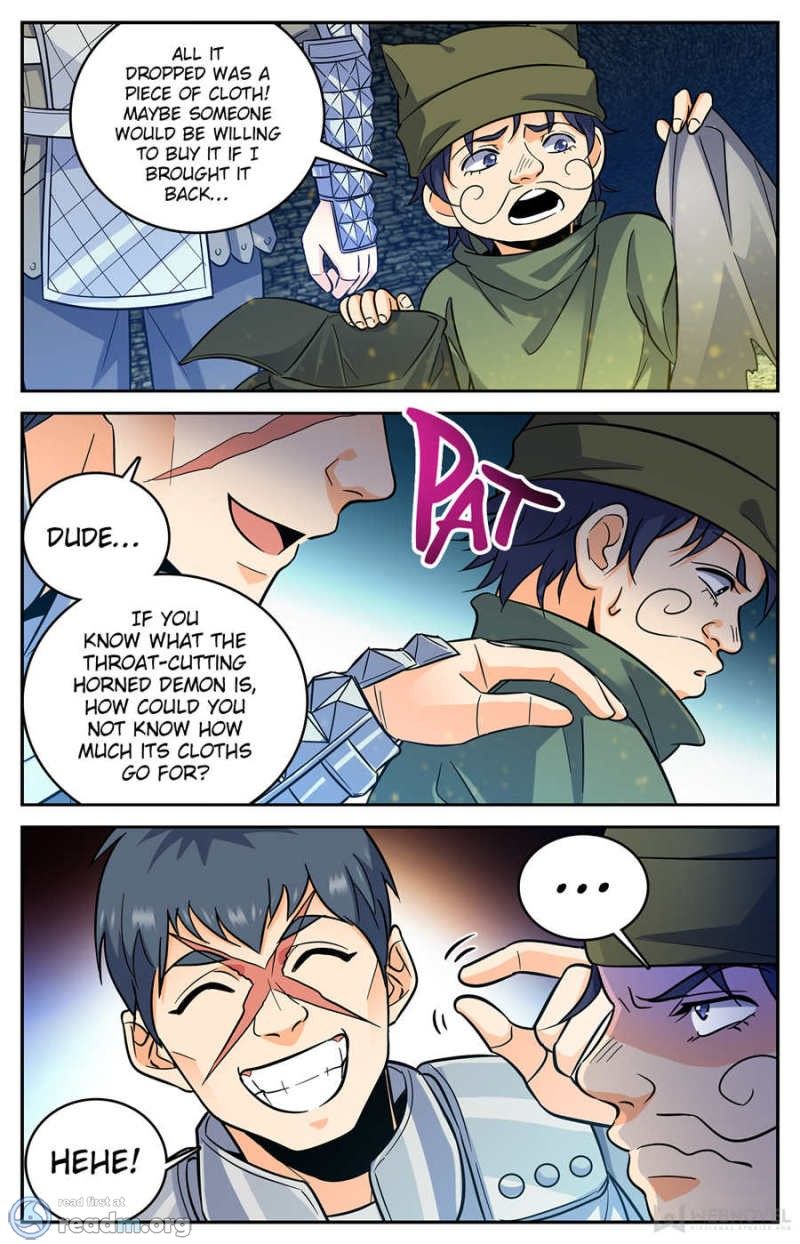 ALL IT
DROPPED WAS A
PIECE OF CLOTH!
MAYBE SOMEONE
WOULD BE WILLING
TO BUY IT IF I
BROUGHT IT
BACK...
PAT
DUDE...
IF YOU
KNOW WHAT THE
THROAT-CUTTING
HORNED DEMON IS,
HOW COULD YOU
NOT KNOW HOW
MUCH ITS CLOTHS
GO FOR?
...
HEHE!
read first at
readm.org
WEBNOVEL